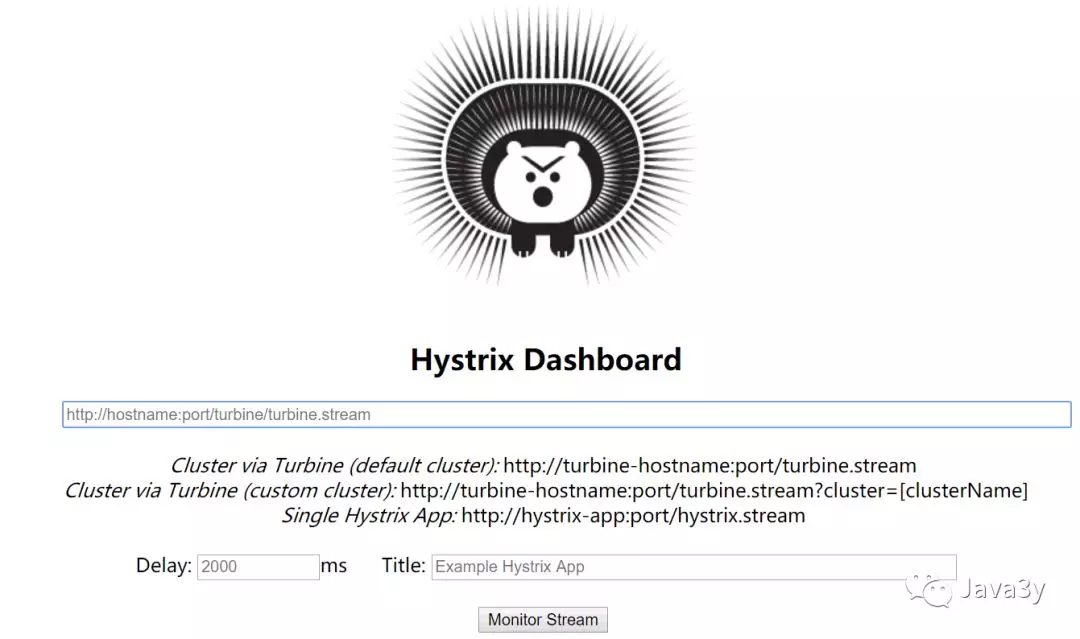 Hystrix Dashboard
http://hostname:port/turbine/turbine.stream
Cluster via Turbine (default cluster): http://turbine-hostname:port/turbine.stream
Cluster via Turbine (custom cluster): http://turbine-hostname:port/turbine.stream?cluster=[clusterName]
Single Hystrix App: http://hystrix-app:port/hystrix.stream
Delay: 2000 ms Title: Example Hystrix App
Java3y
Monitor Stream